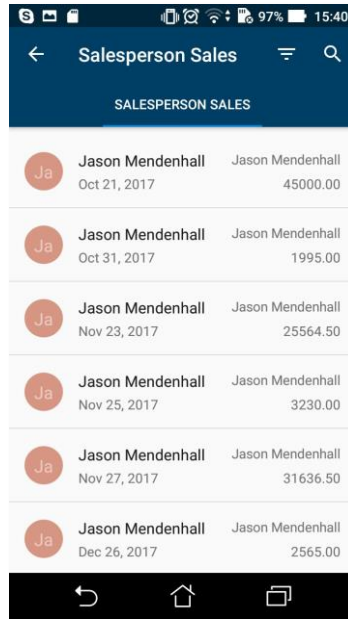 97% 15:40
Salesperson Sales
SALESPERSON SALES
Ja Jason Mendenhall Jason Mendenhall
Oct 21, 2017 45000.00
Ja Jason Mendenhall Jason Mendenhall
Oct 31, 2017 1995.00
Ja Jason Mendenhall Jason Mendenhall
Nov 23, 2017 25564.50
Ja Jason Mendenhall Jason Mendenhall
Nov 25, 2017 3230.00
Ja Jason Mendenhall Jason Mendenhall
Nov 27, 2017 31636.50
Ja Jason Mendenhall Jason Mendenhall
Dec 26, 2017 2565.00